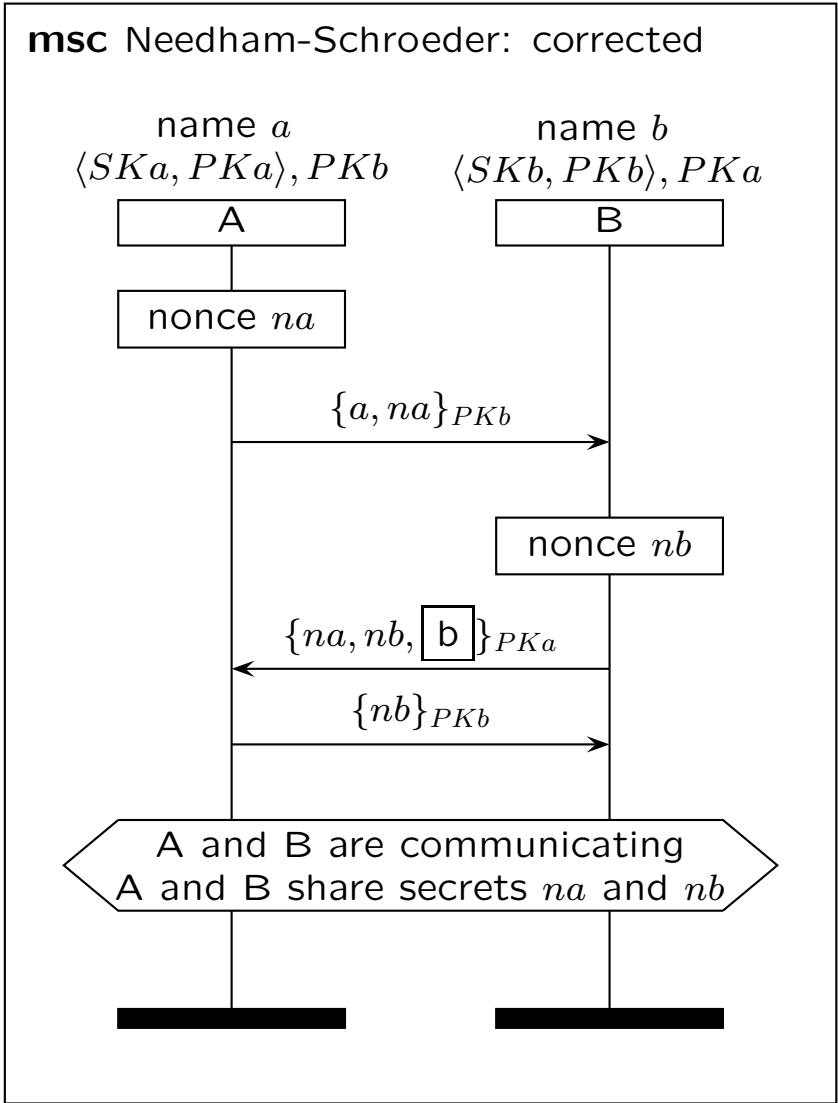 msc Needham-Schroeder: corrected
name a
⟨SKa, PKa⟩, PKb
name b
⟨SKb, PKb⟩, PKa
A
B
nonce na
{a, na}PKb
nonce nb
{na, nb, b}PKa
{nb}PKb
A and B are communicating
A and B share secrets na and nb